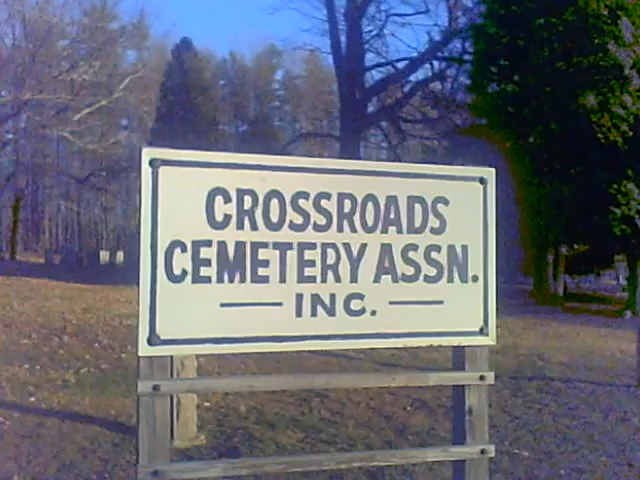 CROSSROADS
CEMETERY ASSN.
— INC. —